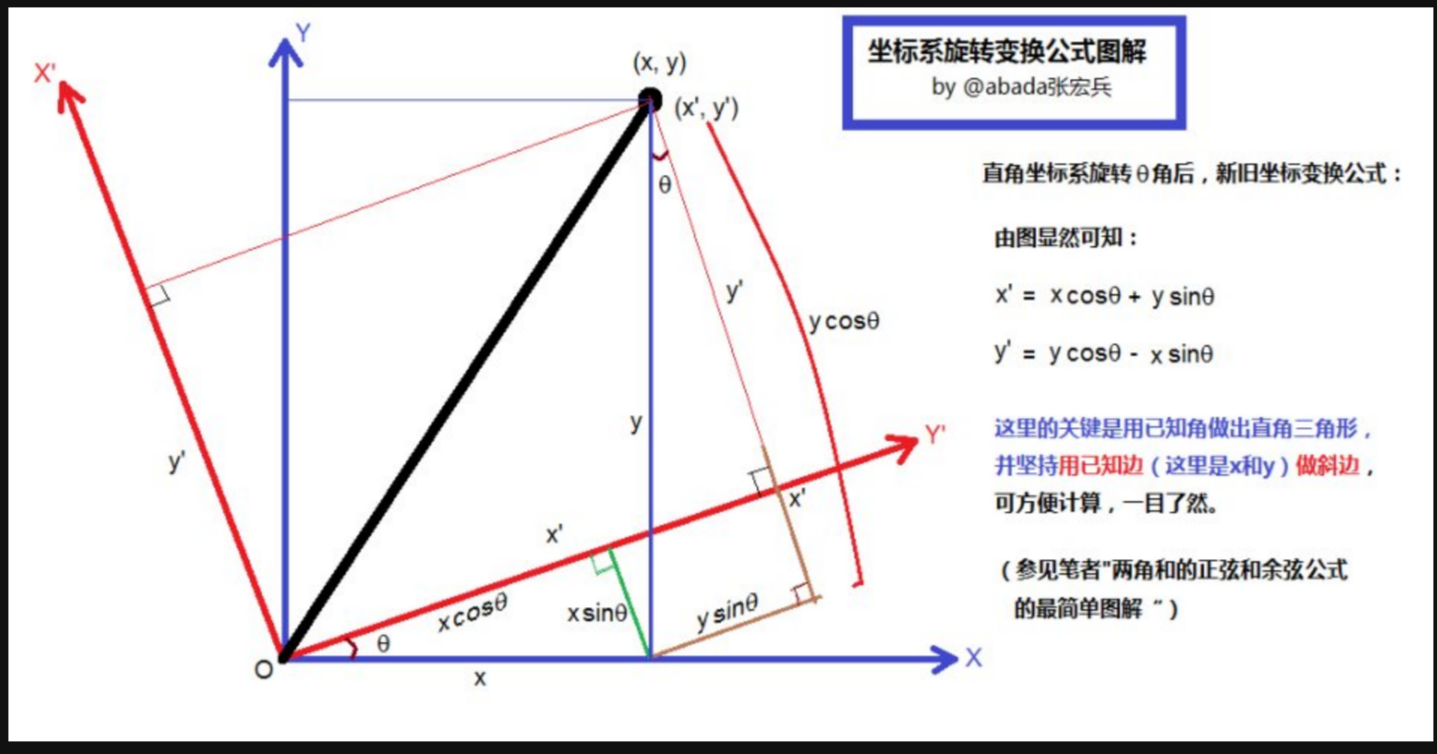 坐标系旋转变换公式图解
by @abada张宏兵
X'
Y
(x, y)
(x', y')
θ
直角坐标系旋转θ角后，新旧坐标变换公式：
由图显然可知：
x' = x cosθ + y sinθ
y' = y cosθ - x sinθ
y'
y cosθ
y
y'
Y'
x'
x'
x cosθ
x sinθ
y sinθ
θ
O
x
X
这里的关键是用已知角做出直角三角形，
并坚持用已知边（这里是x和y）做斜边，
可方便计算，一目了然。
（参见笔者"两角和的正弦和余弦公式
的最简单图解 "）